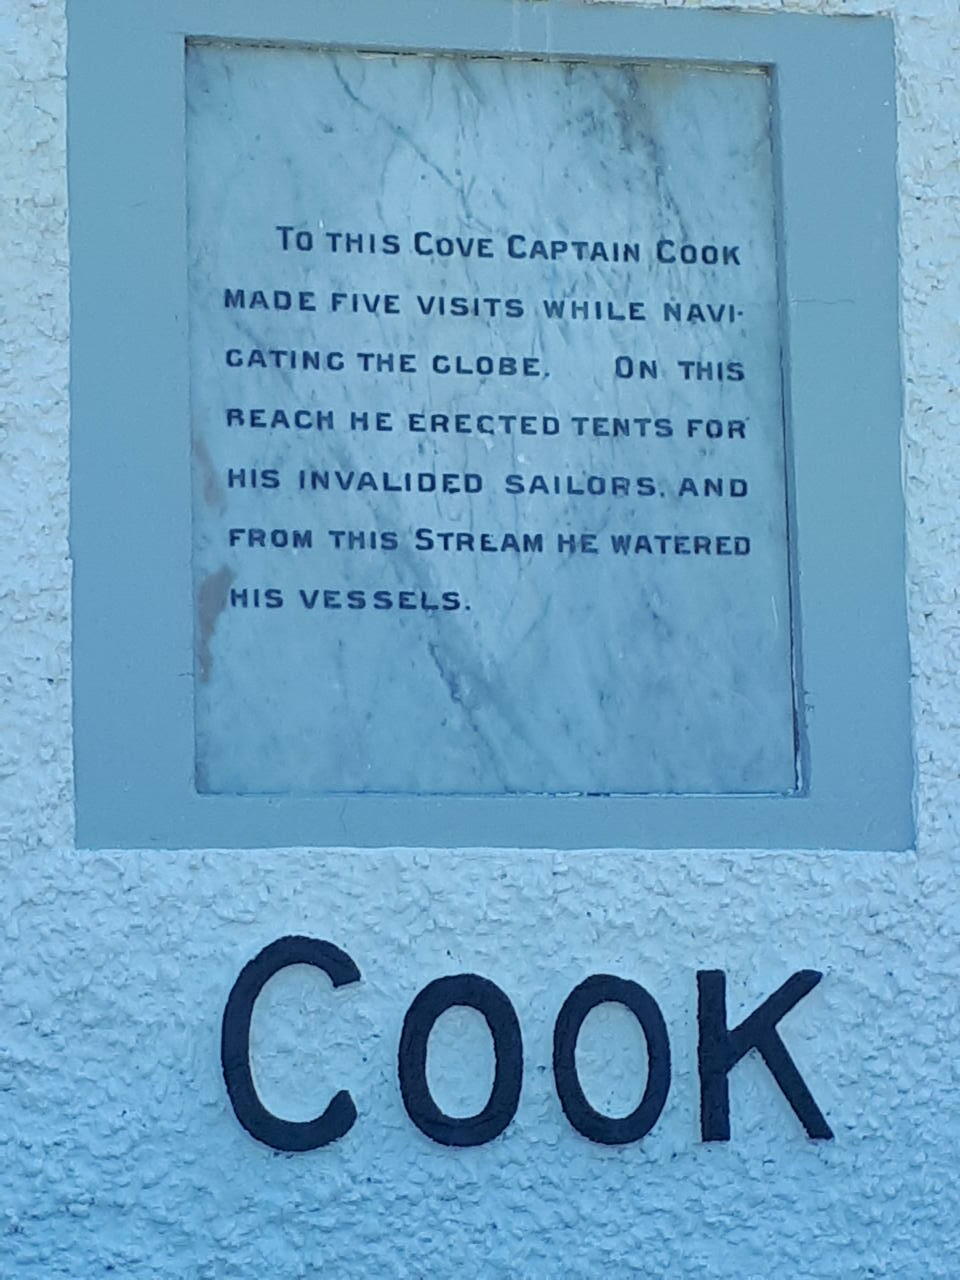 To this Cove Captain Cook
made five visits while navi-
gating the globe. On this
reach he erected tents for
his invalided sailors. and
from this Stream he watered
his vessels.
Cook